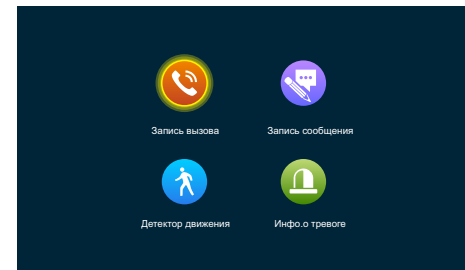 Запись вызова
Запись сообщения
Детектор движения
Инфо.о тревоге